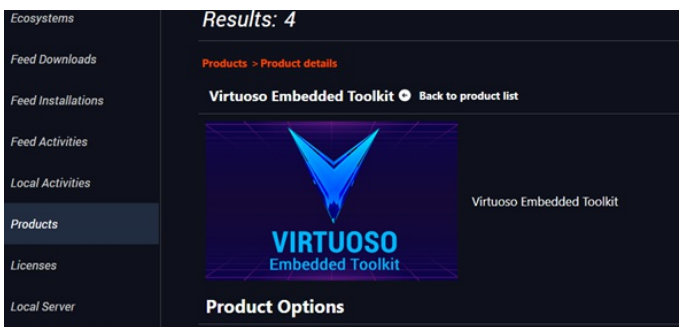 Ecosystems
Feed Downloads
Feed Installations
Feed Activities
Local Activities
Products
Licenses
Local Server
Results: 4
Products > Product details
Virtuoso Embedded Toolkit Back to product list
VIRTUOSO
Embedded Toolkit
Virtuoso Embedded Toolkit
Product Options